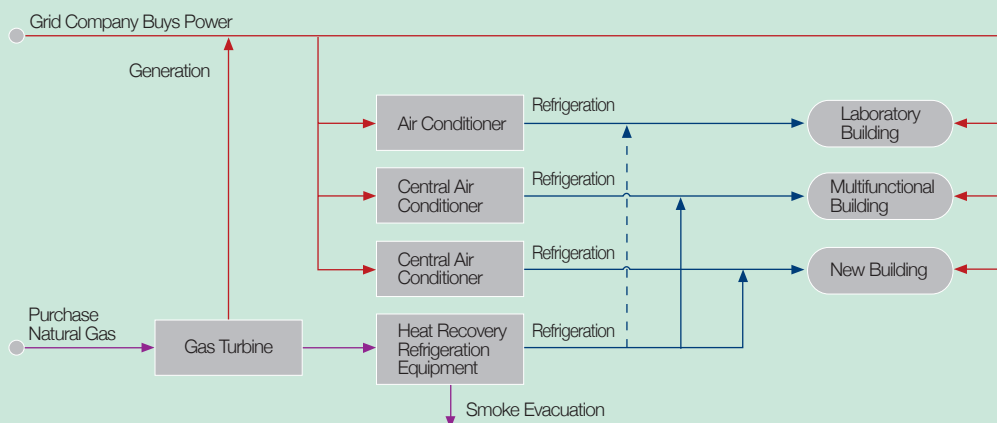 Grid Company Buys Power
Generation
Refrigeration
Air Conditioner
Laboratory
Building
Refrigeration
Central Air
Conditioner
Multifunctional
Building
Refrigeration
Central Air
Conditioner
New Building
Purchase
Natural Gas
Gas Turbine
Heat Recovery
Refrigeration
Equipment
Refrigeration
Smoke Evacuation